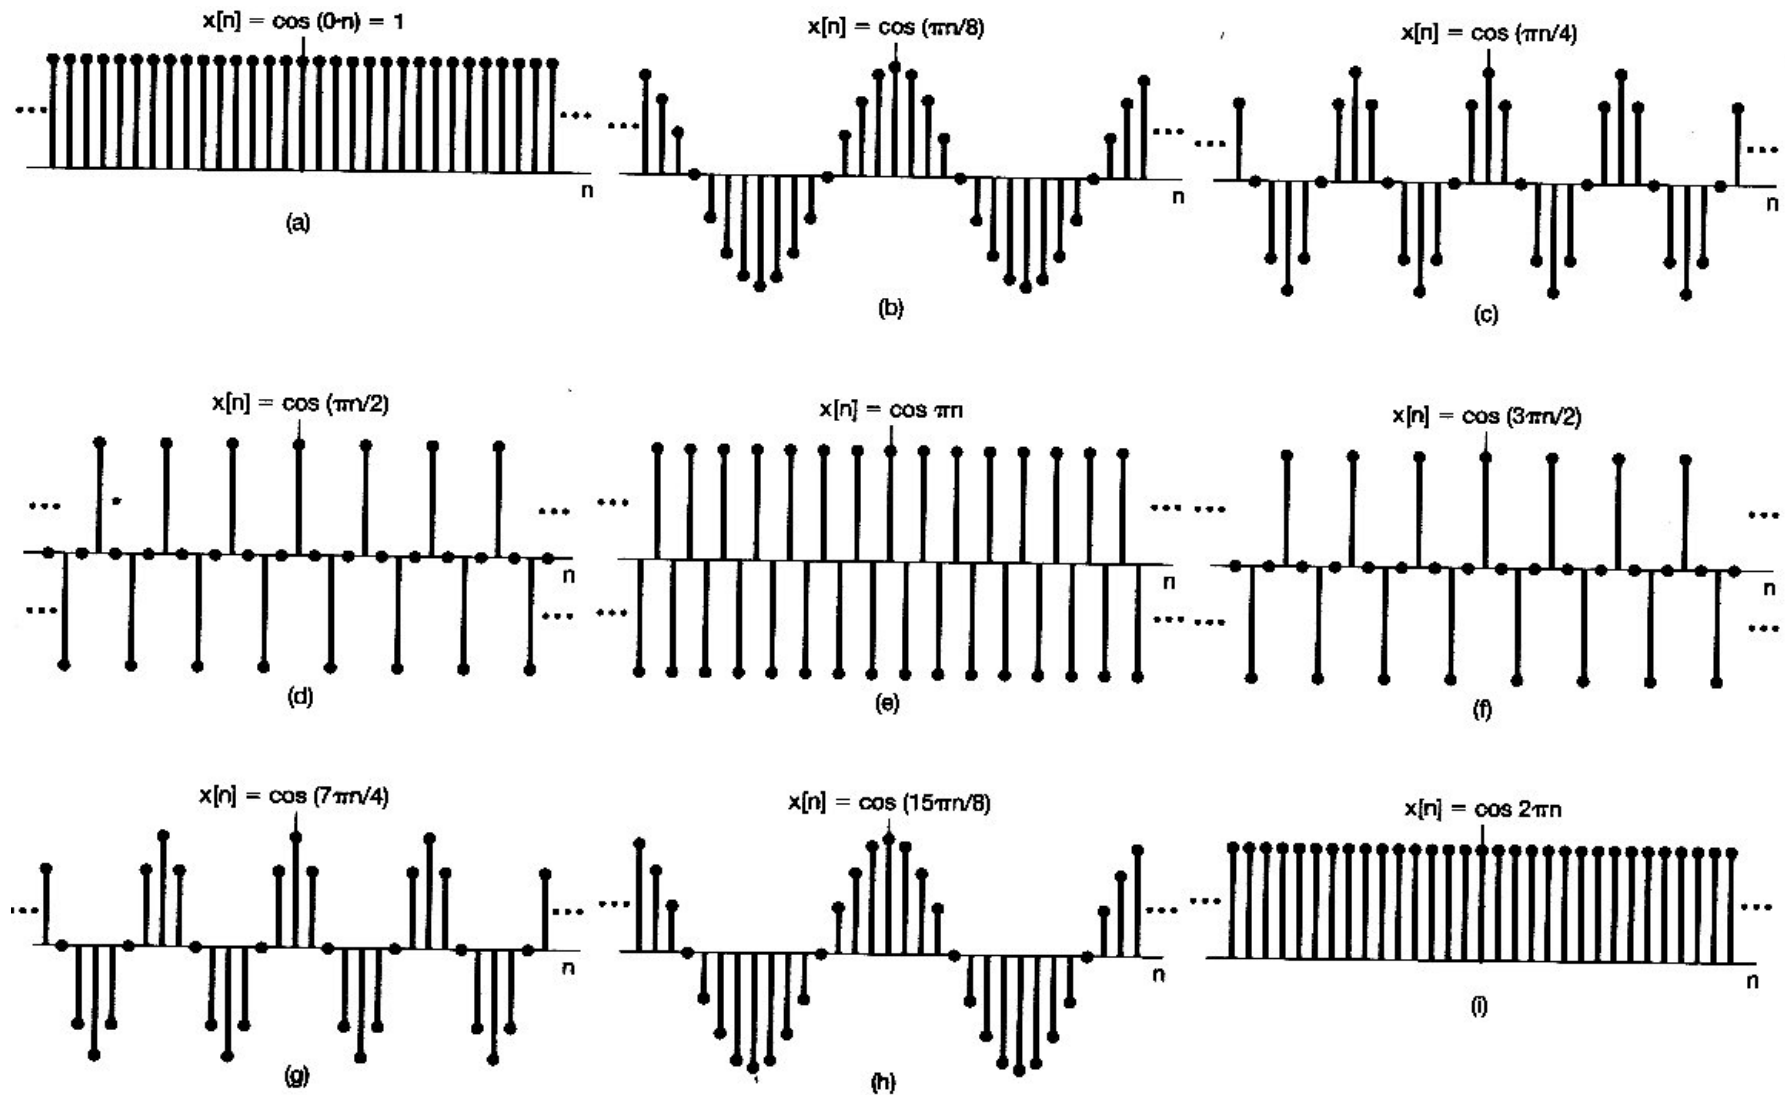 x[n] = cos (0·n) = 1
x[n] = cos (πn/8)
x[n] = cos (πn/4)
n
(a)
n
(b)
n
(c)
x[n] = cos (πn/2)
x[n] = cos πn
x[n] = cos (3πn/2)
n
(d)
n
(e)
n
(f)
x[n] = cos (7πn/4)
x[n] = cos (15πn/8)
x[n] = cos 2πn
n
(g)
n
(h)
n
(i)